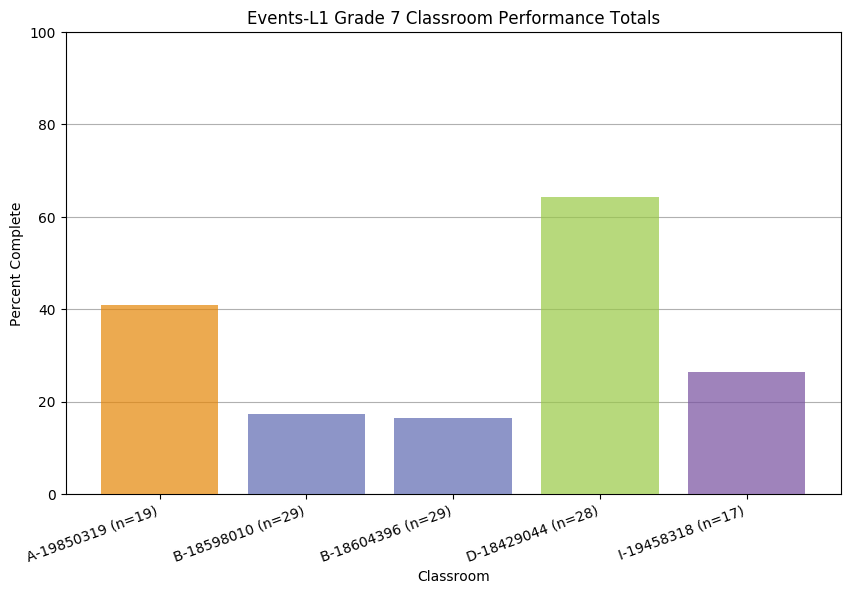 Events-L1 Grade 7 Classroom Performance Totals
100
80
60
40
20
0
Percent Complete
A-19850319 (n=19)
B-18598010 (n=29)
B-18604396 (n=29)
D-18429044 (n=28)
I-19458318 (n=17)
Classroom